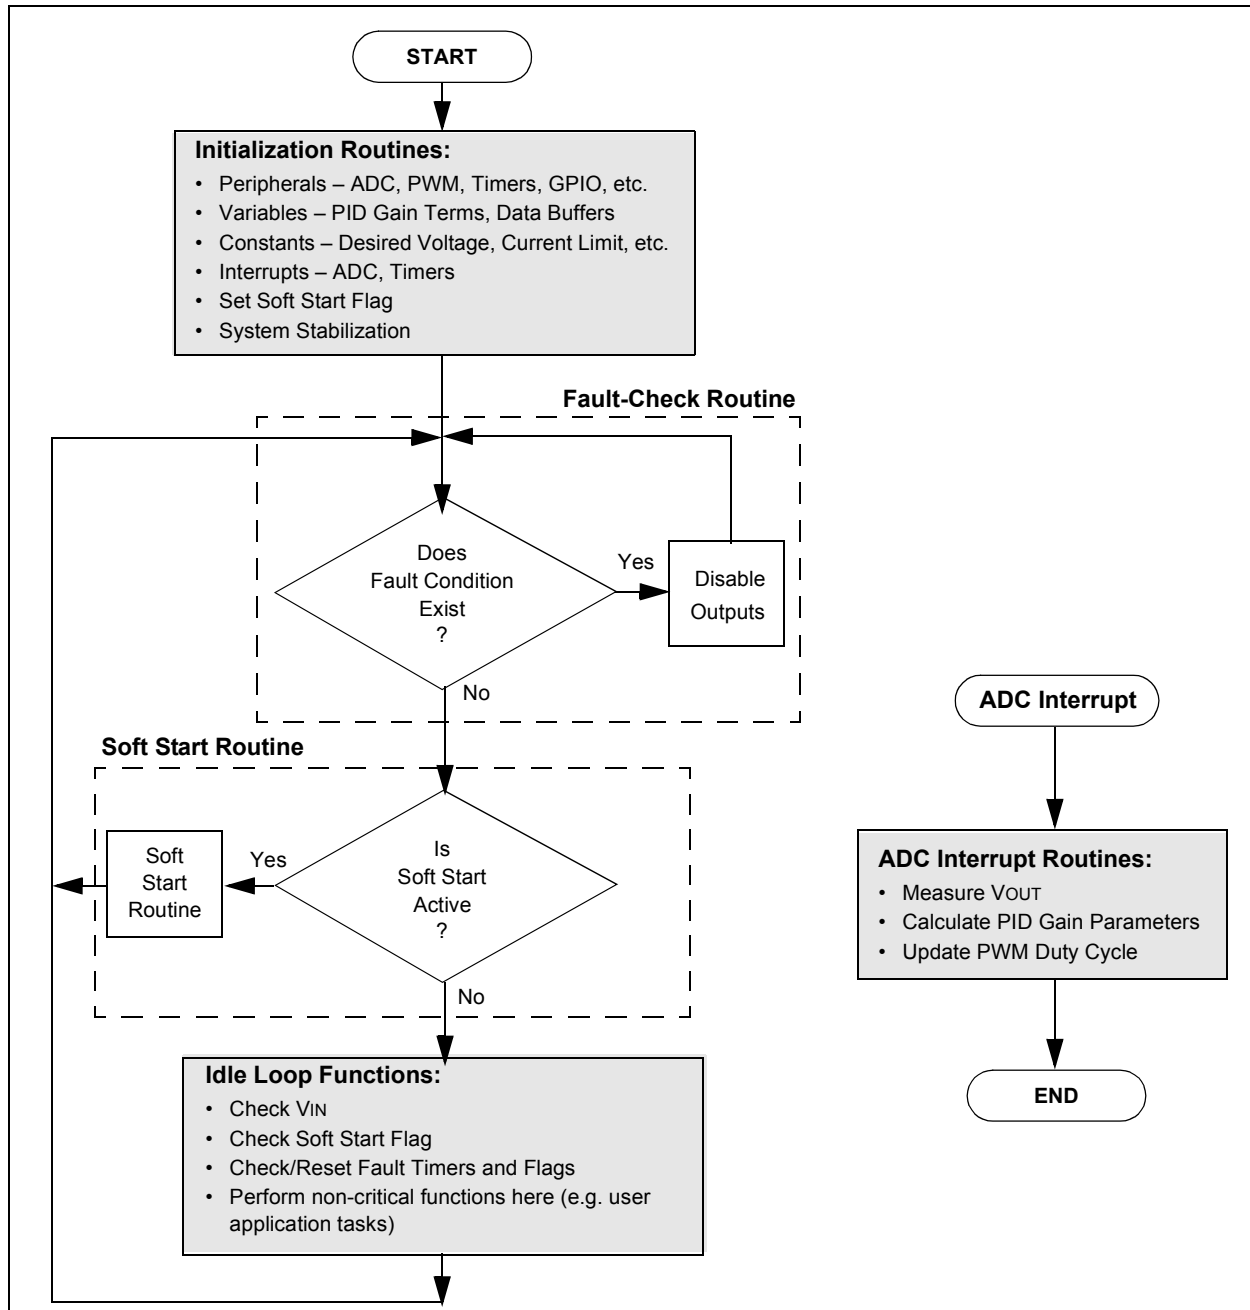 START
Initialization Routines:
• Peripherals – ADC, PWM, Timers, GPIO, etc.
• Variables – PID Gain Terms, Data Buffers
• Constants – Desired Voltage, Current Limit, etc.
• Interrupts – ADC, Timers
• Set Soft Start Flag
• System Stabilization
Fault-Check Routine
Does
Fault Condition
Exist
?
Yes
Disable
Outputs
No
Soft Start Routine
Is
Soft Start
Active
?
Yes
Soft
Start
Routine
No
Idle Loop Functions:
• Check VIN
• Check Soft Start Flag
• Check/Reset Fault Timers and Flags
• Perform non-critical functions here (e.g. user
application tasks)
ADC Interrupt
ADC Interrupt Routines:
• Measure VOUT
• Calculate PID Gain Parameters
• Update PWM Duty Cycle
END